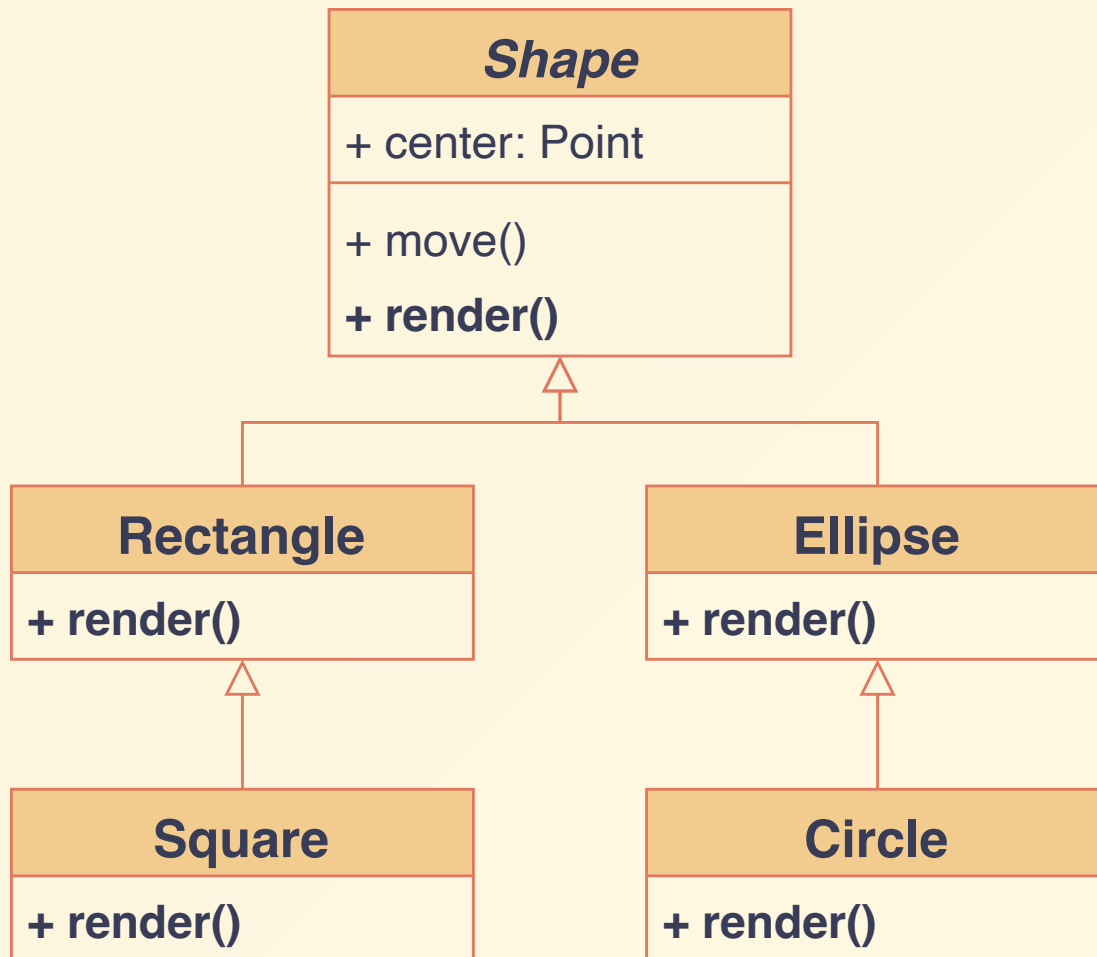 Shape
+ center: Point
+ move()
+ render()
Rectangle
+ render()
Ellipse
+ render()
Square
+ render()
Circle
+ render()